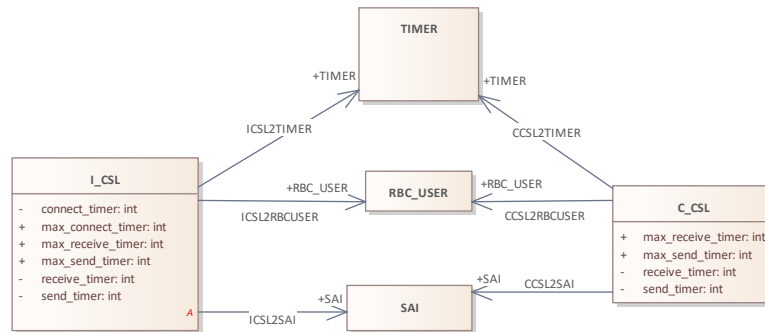 TIMER
+TIMER
+TIMER
ICSL2TIMER
CCSL2TIMER
I_CSL
- connect_timer: int
+ max_connect_timer: int
+ max_receive_timer: int
+ max_send_timer: int
- receive_timer: int
- send_timer: int
A
+RBC_USER
ICSL2RBCUSER
RBC_USER
+RBC_USER
CCSL2RBCUSER
C_CSL
+ max_receive_timer: int
+ max_send_timer: int
- receive_timer: int
- send_timer: int
+SAI
ICSL2SAI
SAI
+SAI
CCSL2SAI